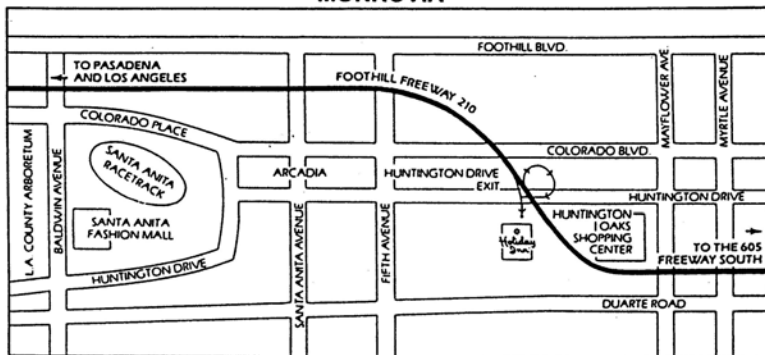 MONROVIA
FOOTHILL BLVD.
TO PASADENA
AND LOS ANGELES
FOOTHILL FREEWAY 210
MAYFLOWER AVE.
MYRTLE AVENUE
COLORADO PLACE
COLORADO BLVD.
L.A. COUNTY ARBORETUM
BALDWIN AVENUE
SANTA ANITA
RACETRACK
ARCADIA
HUNTINGTON DRIVE
EXIT
HUNTINGTON DRIVE
SANTA ANITA
FASHION MALL
SANTA ANITA AVENUE
FIFTH AVENUE
Holiday
Inn
HUNTINGTON
OAKS
SHOPPING
CENTER
TO THE 605
FREEWAY SOUTH
HUNTINGTON DRIVE
DUARTE ROAD